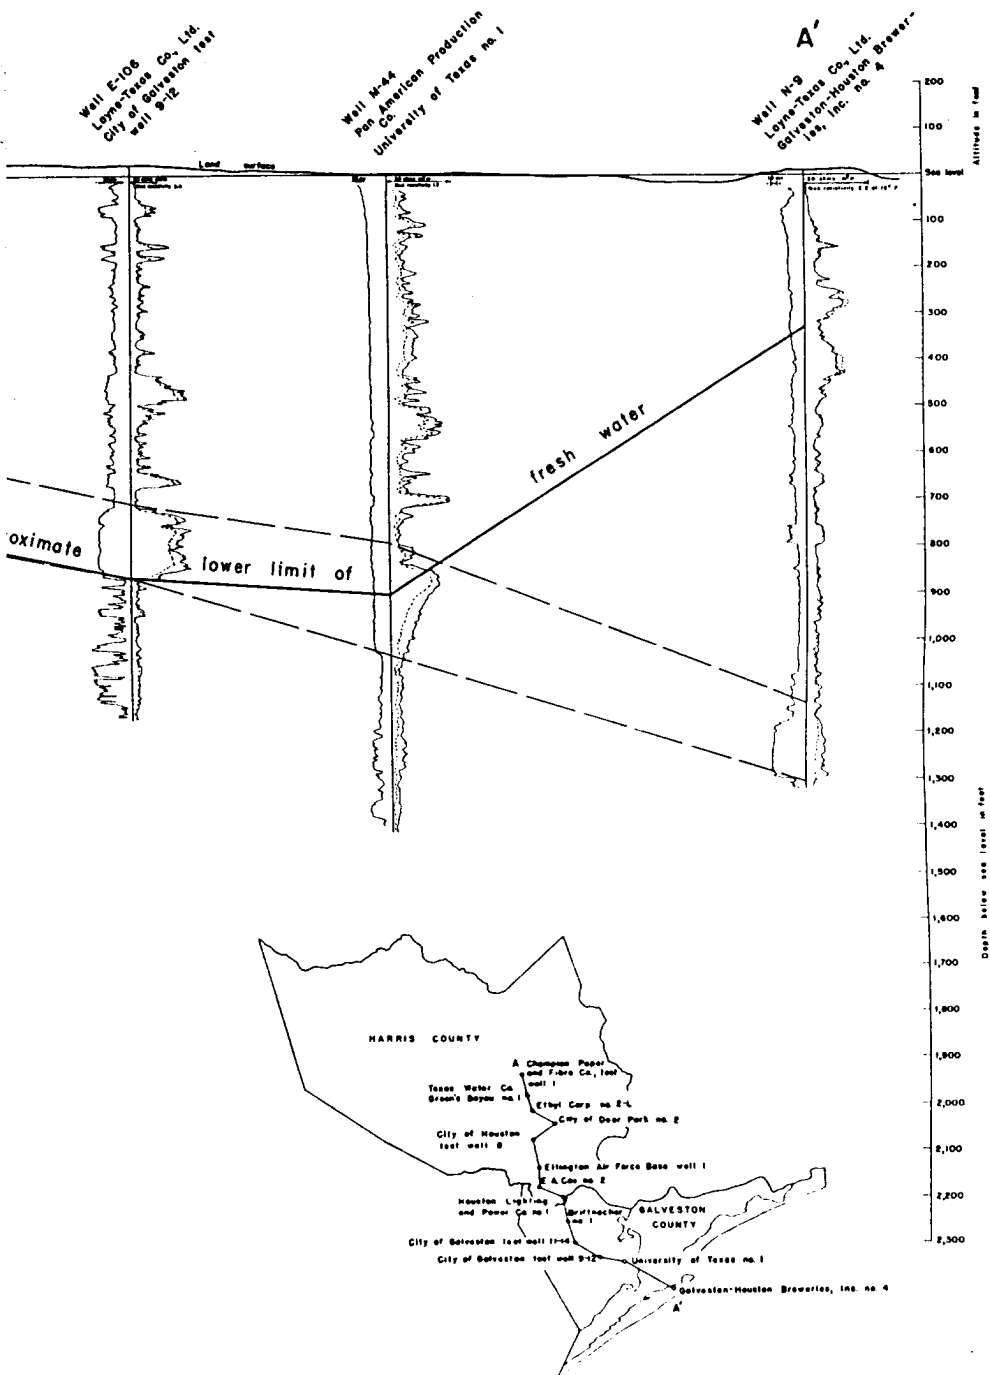 Well E-106
Layne-Texas Co., Ltd.
City of Galveston test
well 9-12
Well M-44
Pan American Production
Co.
University of Texas no. 1
A'
Well N-9
Layne-Texas Co., Ltd.
Galveston-Houston Brewer-
ies, Inc. no. 4
Land surface
200
100
Sea level
100
200
300
400
500
600
700
800
900
1,000
1,100
1,200
1,300
1,400
1,500
1,600
1,700
1,800
1,900
2,000
2,100
2,200
2,300
Altitude in feet
Depth below sea level in feet
oximate lower limit of fresh water
HARRIS COUNTY
A Champion Paper
and Fibre Co., test
well 1
Texas Water Co.
Green's Bayou no. 1
Ethyl Corp. no. 2-L
City of Deer Park no. 2
City of Houston
test well 8
Ellington Air Force Base well 1
E.A. Cox no. 2
Houston Lighting
and Power Co. no. 1
no. 1
GALVESTON
COUNTY
City of Galveston test well 11-14
City of Galveston test well 9-12
University of Texas no. 1
Galveston-Houston Breweries, Inc. no. 4
A'